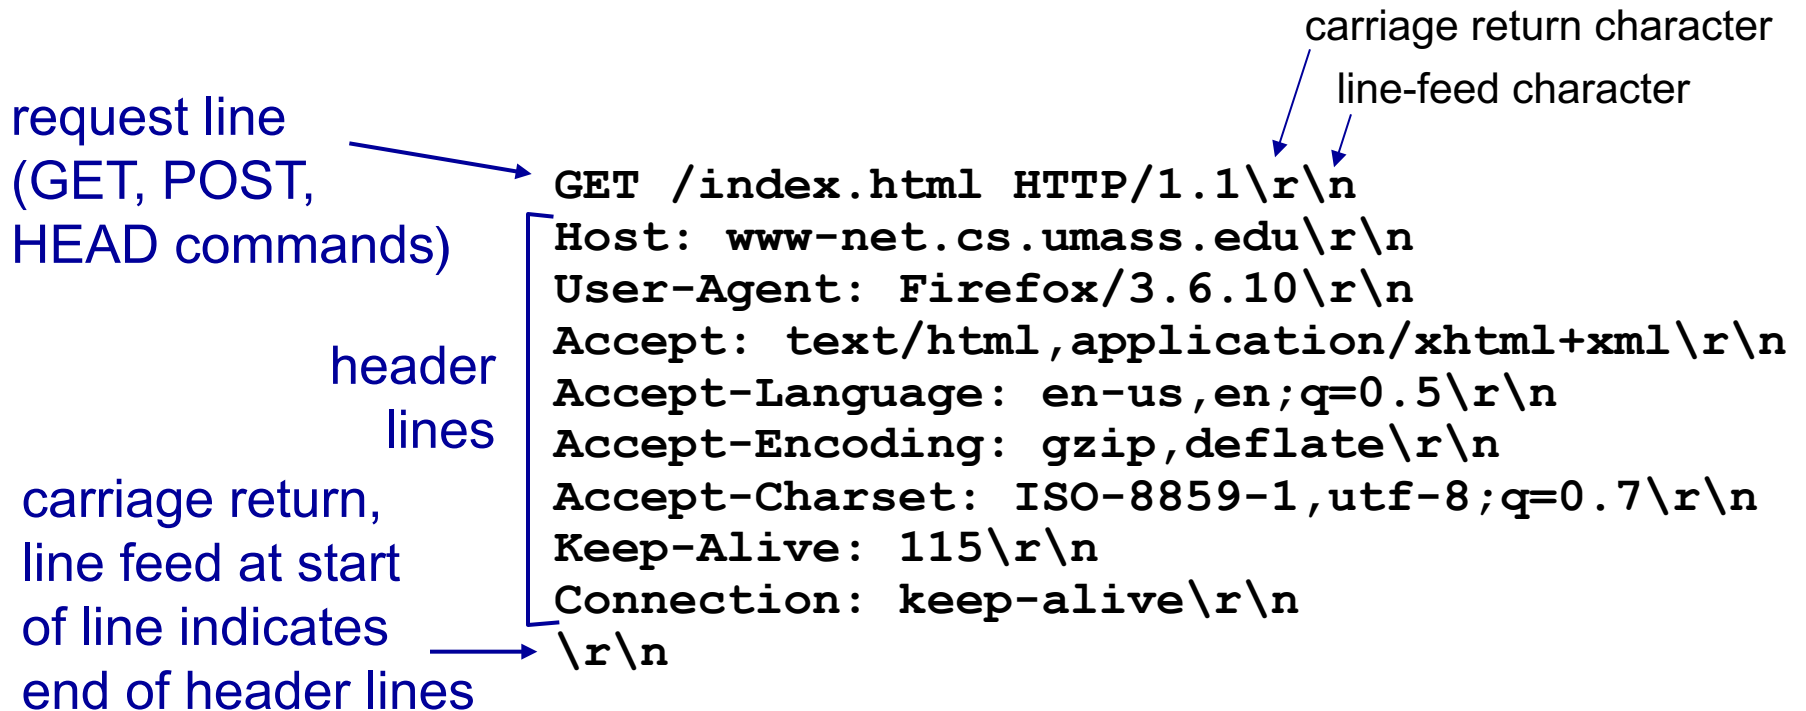 carriage return character
line-feed character
request line
(GET, POST,
HEAD commands)
GET /index.html HTTP/1.1\r\n
Host: www-net.cs.umass.edu\r\n
User-Agent: Firefox/3.6.10\r\n
Accept: text/html,application/xhtml+xml\r\n
Accept-Language: en-us,en;q=0.5\r\n
Accept-Encoding: gzip,deflate\r\n
Accept-Charset: ISO-8859-1,utf-8;q=0.7\r\n
Keep-Alive: 115\r\n
Connection: keep-alive\r\n
\r\n
header
lines
carriage return,
line feed at start
of line indicates
end of header lines